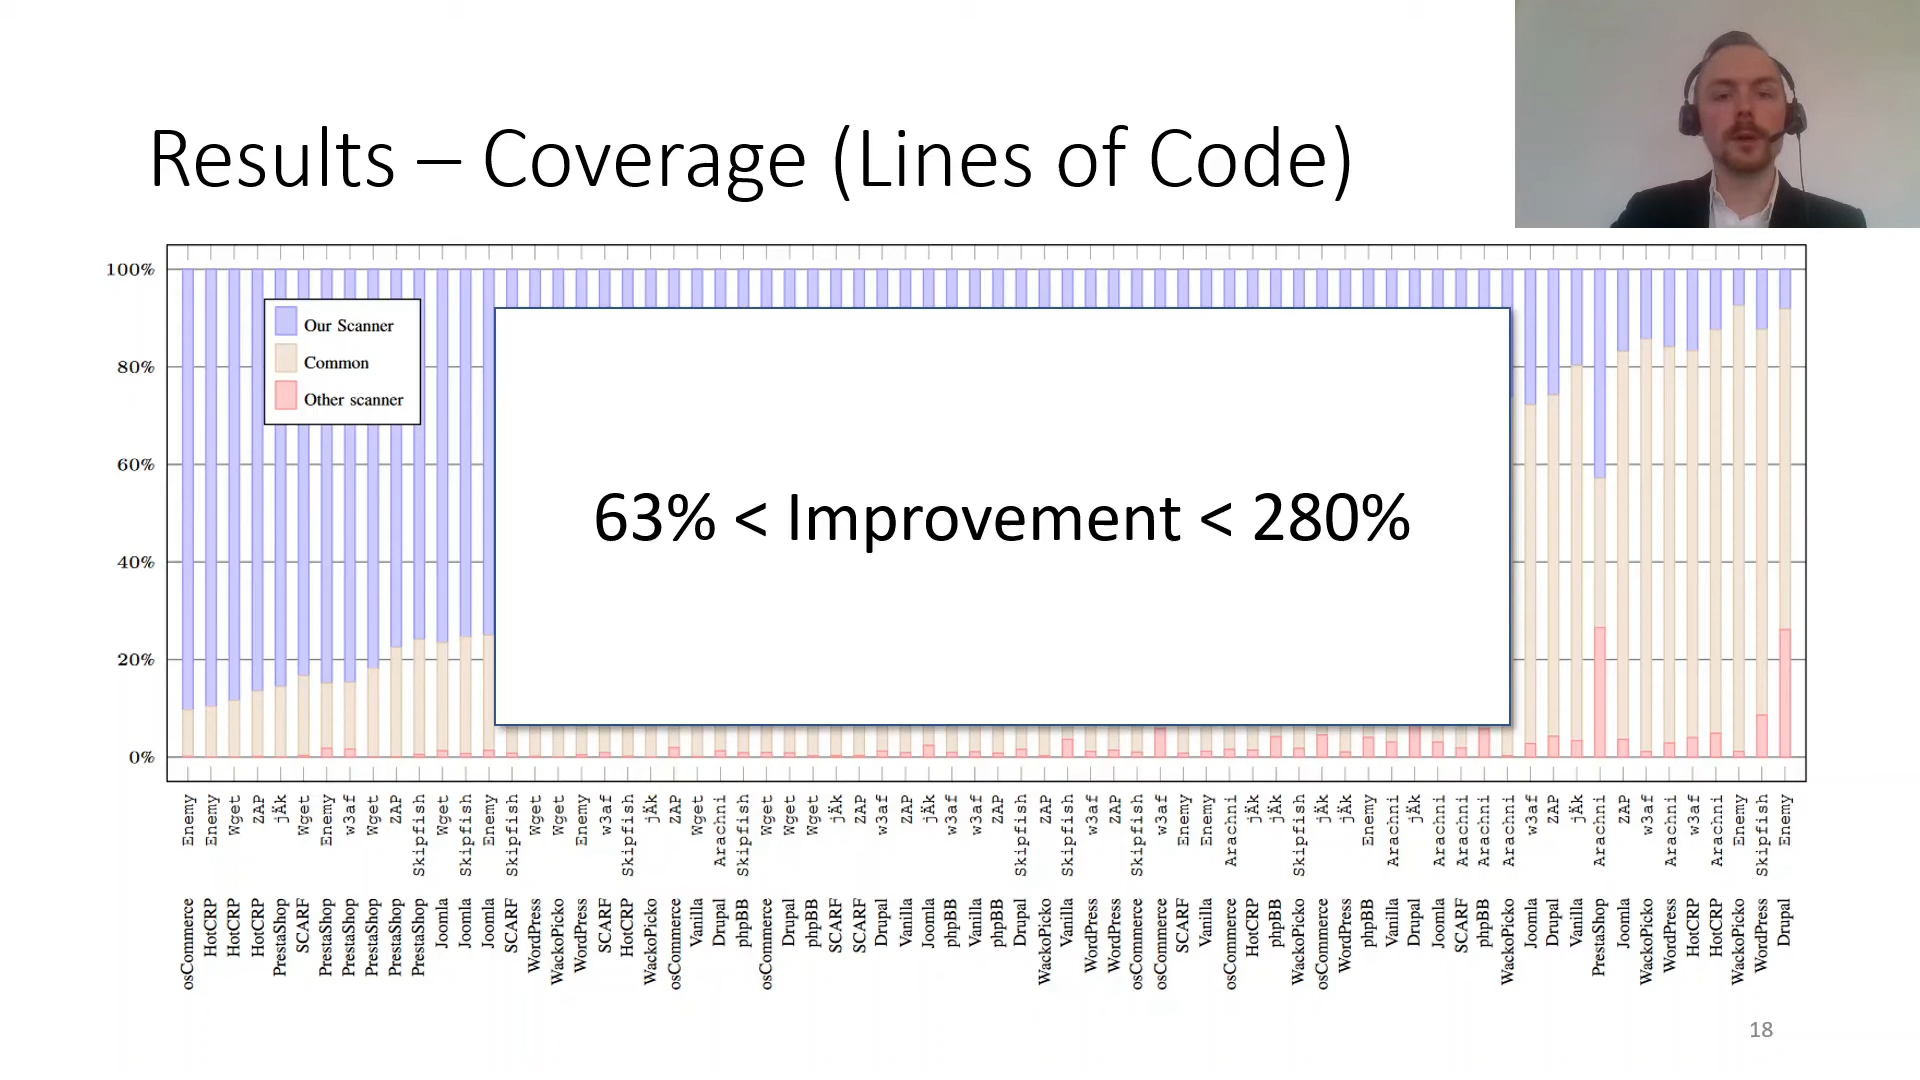 Results – Coverage (Lines of Code)
100%
80%
60%
40%
20%
0%
Our Scanner
Common
Other scanner
63% < Improvement < 280%
Enemy osCommerce
Enemy HotCRP
Wget HotCRP
ZAP HotCRP
jÄk PrestaShop
Wget SCARF
Enemy PrestaShop
w3af PrestaShop
Wget PrestaShop
ZAP PrestaShop
Skipfish PrestaShop
Wget Joomla
Skipfish Joomla
Enemy Joomla
Skipfish SCARF
Wget WordPress
Wget WackoPicko
Enemy WordPress
w3af SCARF
Skipfish HotCRP
jÄk WackoPicko
ZAP osCommerce
Wget Vanilla
Arachni Drupal
Skipfish phpBB
Wget osCommerce
Wget Drupal
Wget phpBB
jÄk SCARF
ZAP SCARF
w3af Drupal
ZAP Vanilla
jÄk Joomla
w3af phpBB
w3af Vanilla
ZAP phpBB
Skipfish Drupal
ZAP WackoPicko
Skipfish Vanilla
w3af WordPress
ZAP WordPress
Skipfish osCommerce
w3af osCommerce
Enemy SCARF
Enemy Vanilla
Arachni osCommerce
jÄk HotCRP
jÄk phpBB
Skipfish WackoPicko
jÄk osCommerce
jÄk WordPress
Enemy phpBB
Arachni Vanilla
jÄk Drupal
Arachni Joomla
Arachni SCARF
Arachni phpBB
Arachni WackoPicko
w3af Joomla
ZAP Drupal
jÄk Vanilla
Arachni PrestaShop
ZAP Joomla
w3af WackoPicko
Arachni WordPress
w3af HotCRP
Arachni HotCRP
Enemy WackoPicko
Skipfish WordPress
Enemy Drupal
18